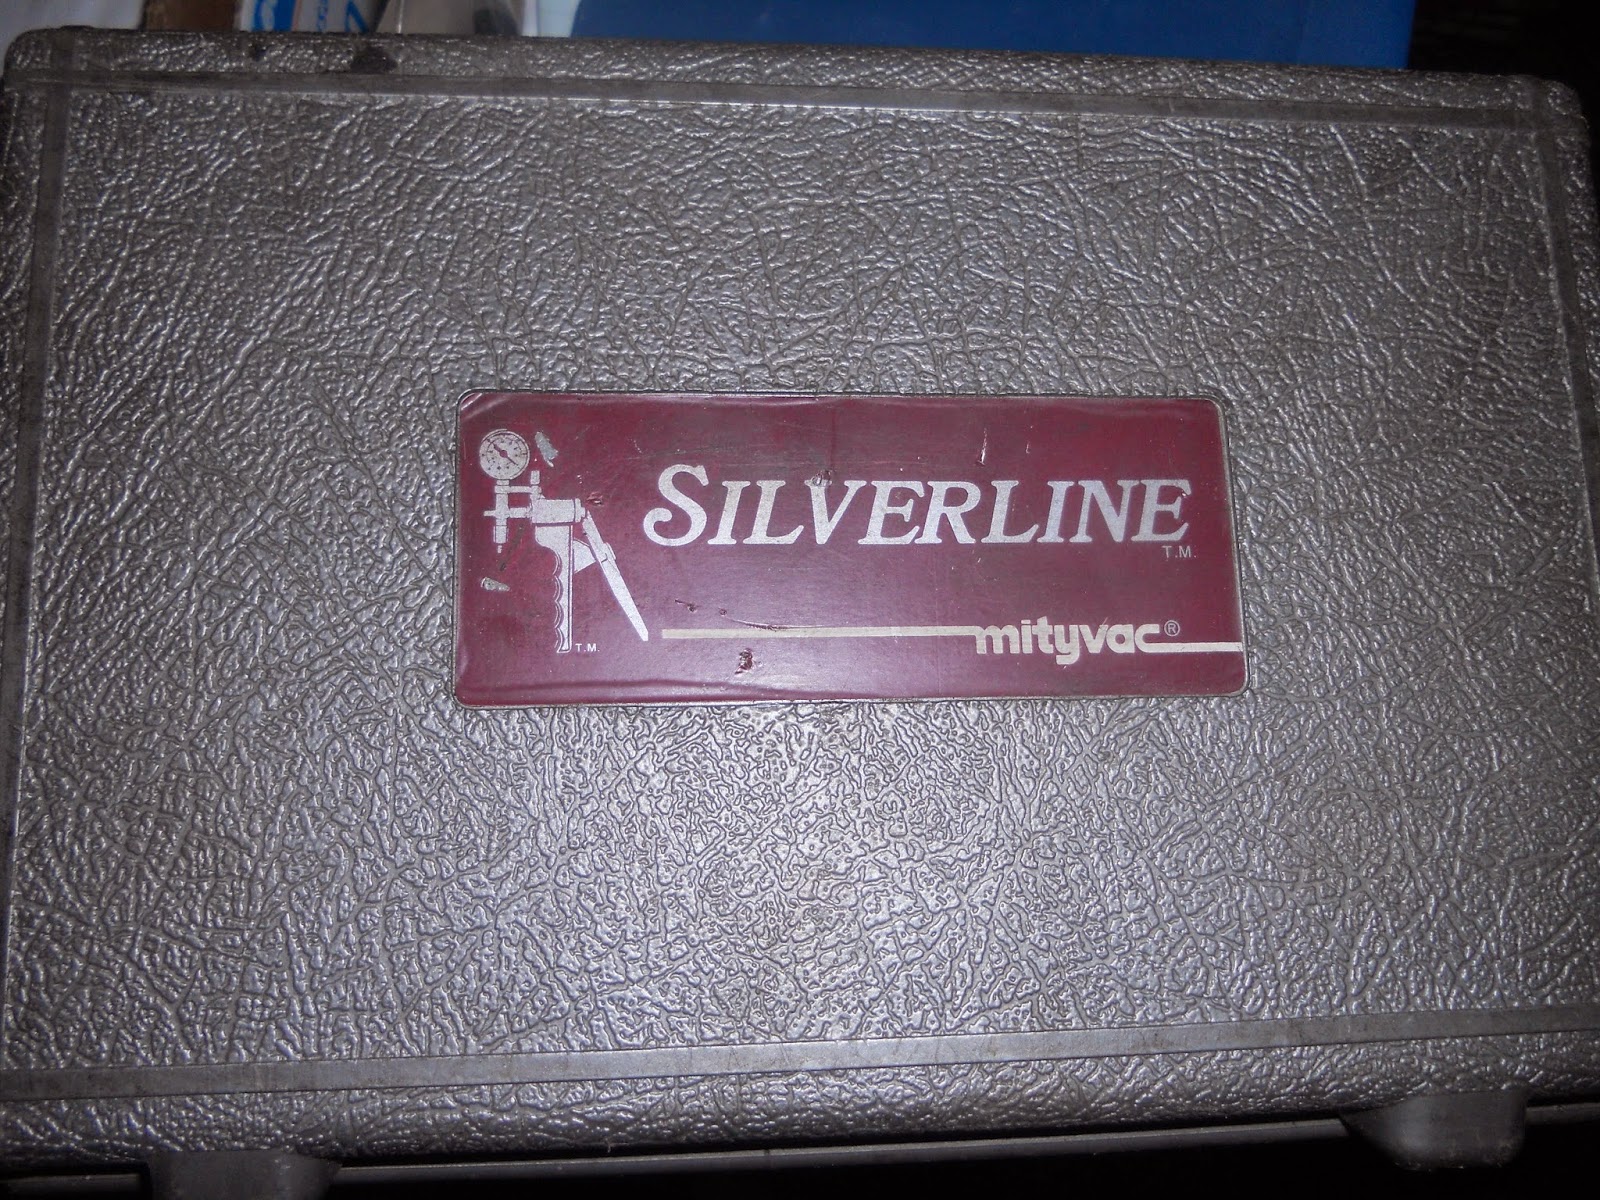 SILVERLINE
T.M.
T.M.
mityvac®